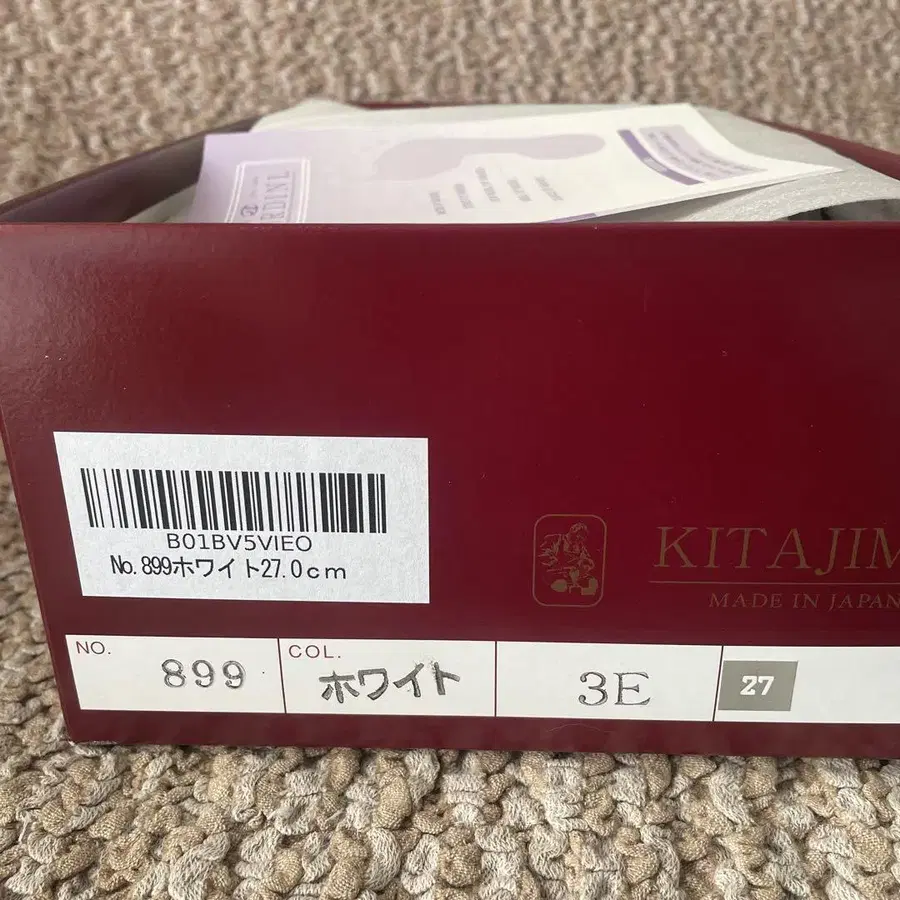 RDINL
B01BV5VIEO
No.899ホワイト27.0cm
KITAJIM
MADE IN JAPAN
NO. 899 COL. ホワイト 3E 27